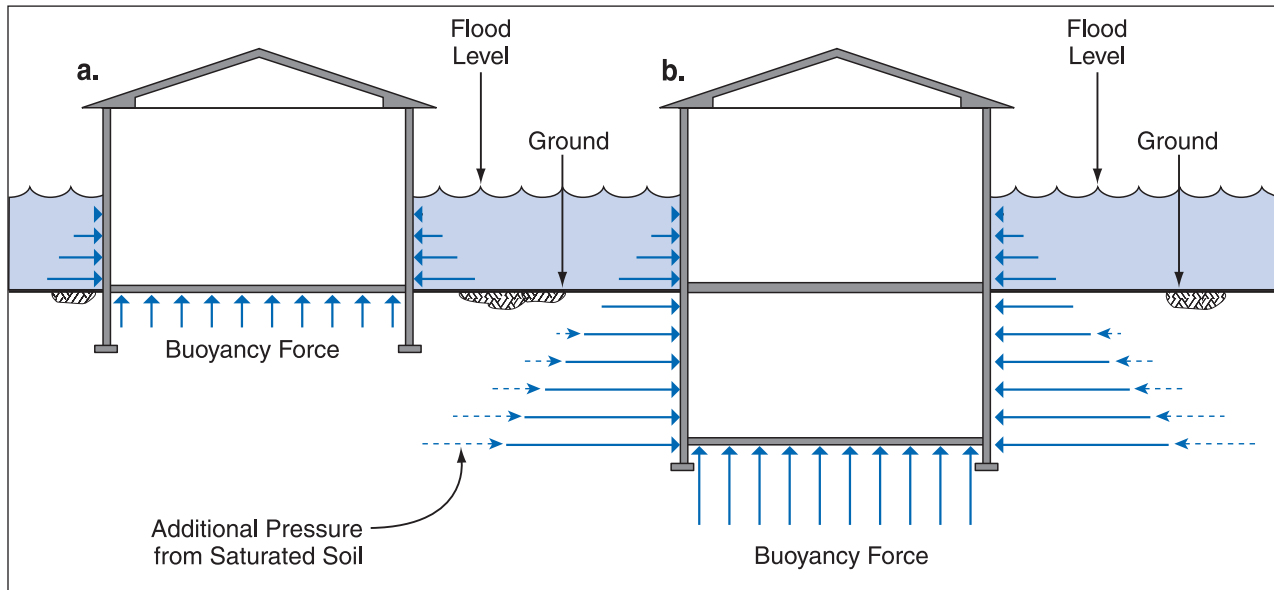 a.
Flood
Level
Ground
b.
Flood
Level
Ground
Buoyancy Force
Additional Pressure
from Saturated Soil
Buoyancy Force